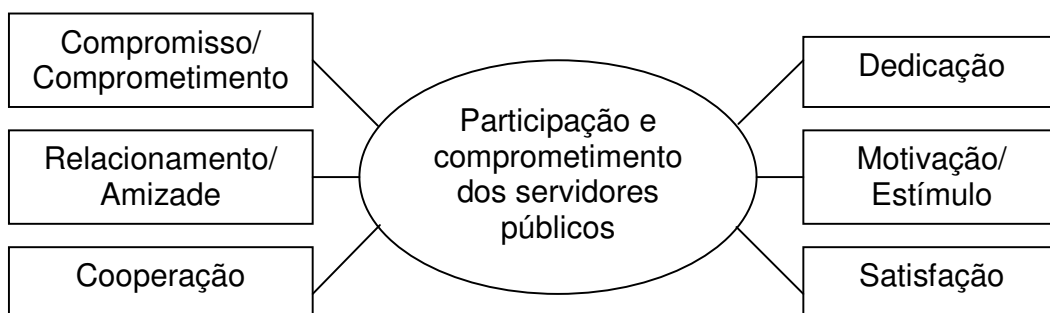 Compromisso/
Comprometimento
Relacionamento/
Amizade
Cooperação
Participação e
comprometimento
dos servidores
públicos
Dedicação
Motivação/
Estímulo
Satisfação